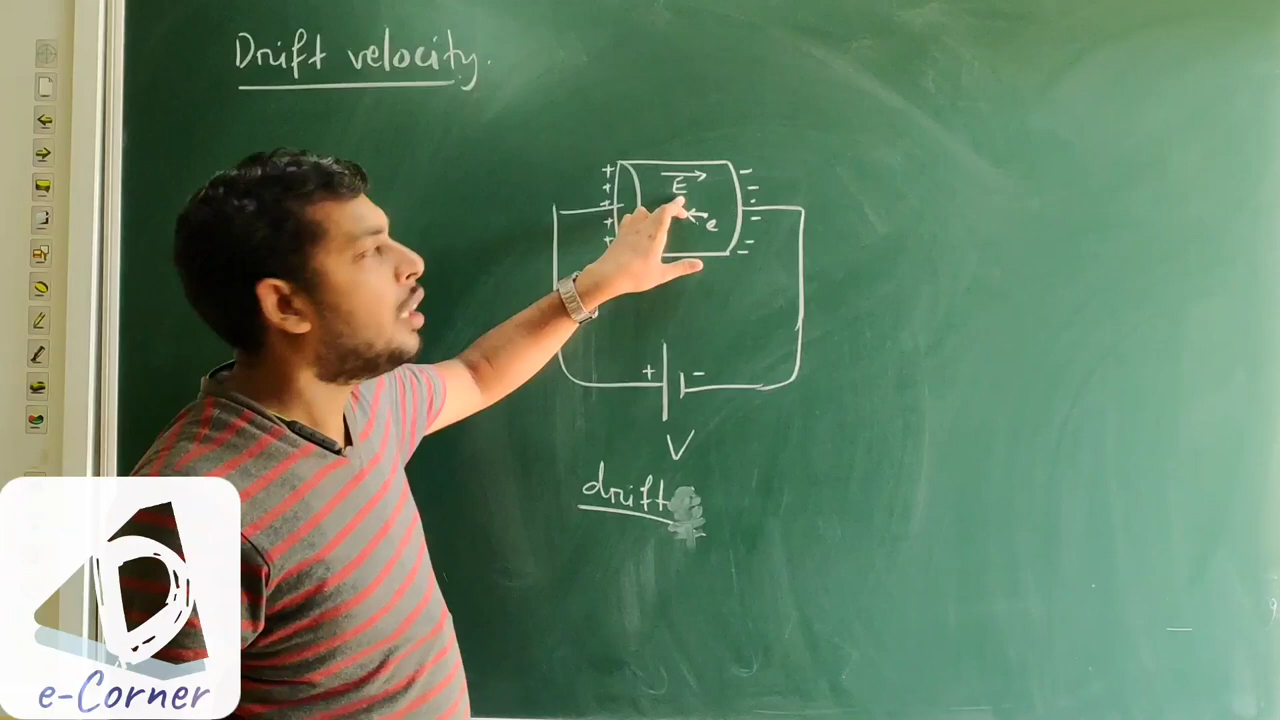 Drift velocity.
+ -
+ E -
+ -
+ e -
+ -
+ -
V
drift
D
e-Corner